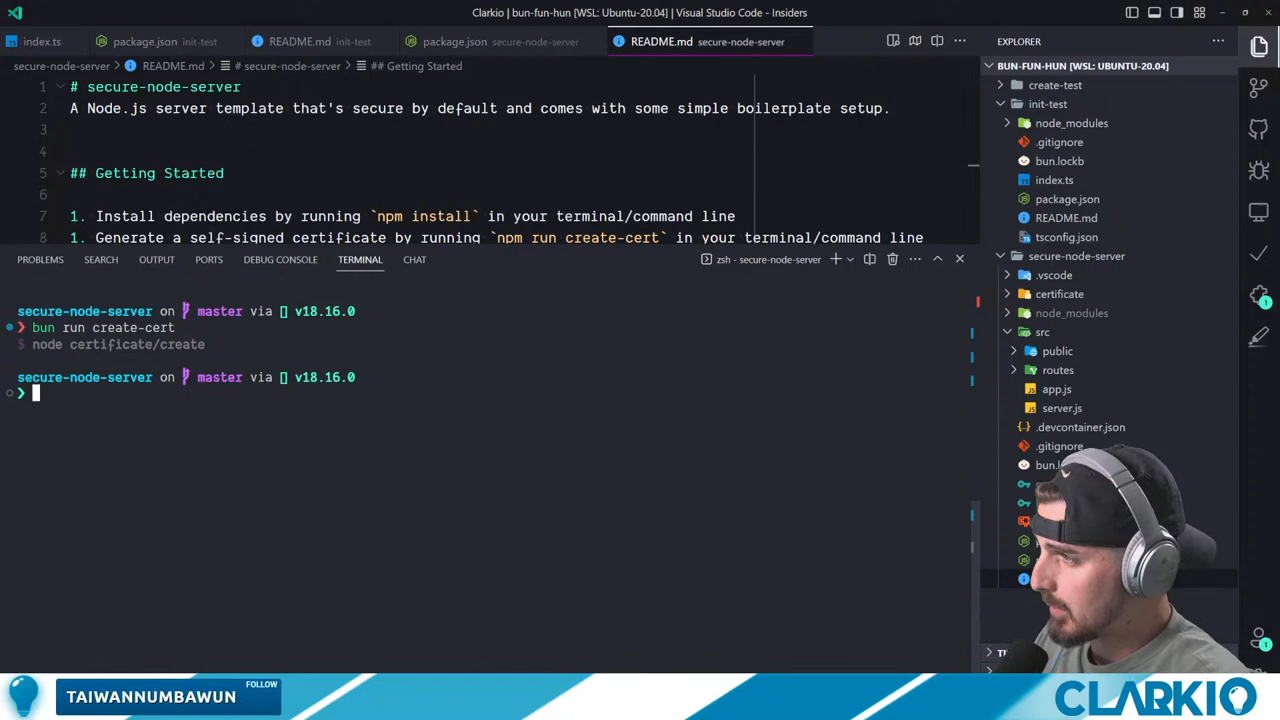 Clarkio | bun-fun-hun [WSL: Ubuntu-20.04] | Visual Studio Code - Insiders
index.ts
package.json init-test
README.md init-test
package.json secure-node-server
README.md secure-node-server
secure-node-server > README.md > # secure-node-server > ## Getting Started
1 # secure-node-server
2 A Node.js server template that's secure by default and comes with some simple boilerplate setup.
3
4
5 ## Getting Started
6
7 1. Install dependencies by running `npm install` in your terminal/command line
8 1. Generate a self-signed certificate by running `npm run create-cert` in your terminal/command line
PROBLEMS SEARCH OUTPUT PORTS DEBUG CONSOLE TERMINAL CHAT
zsh - secure-node-server
secure-node-server on master via v18.16.0
❯ bun run create-cert
$ node certificate/create
secure-node-server on master via v18.16.0
❯
EXPLORER
BUN-FUN-HUN [WSL: UBUNTU-20.04]
create-test
init-test
node_modules
.gitignore
bun.lockb
index.ts
package.json
README.md
tsconfig.json
secure-node-server
.vscode
certificate
node_modules
src
public
routes
app.js
server.js
.devcontainer.json
.gitignore
1
1
TAIWANNUMBAWUN
FOLLOW
CLARKIO